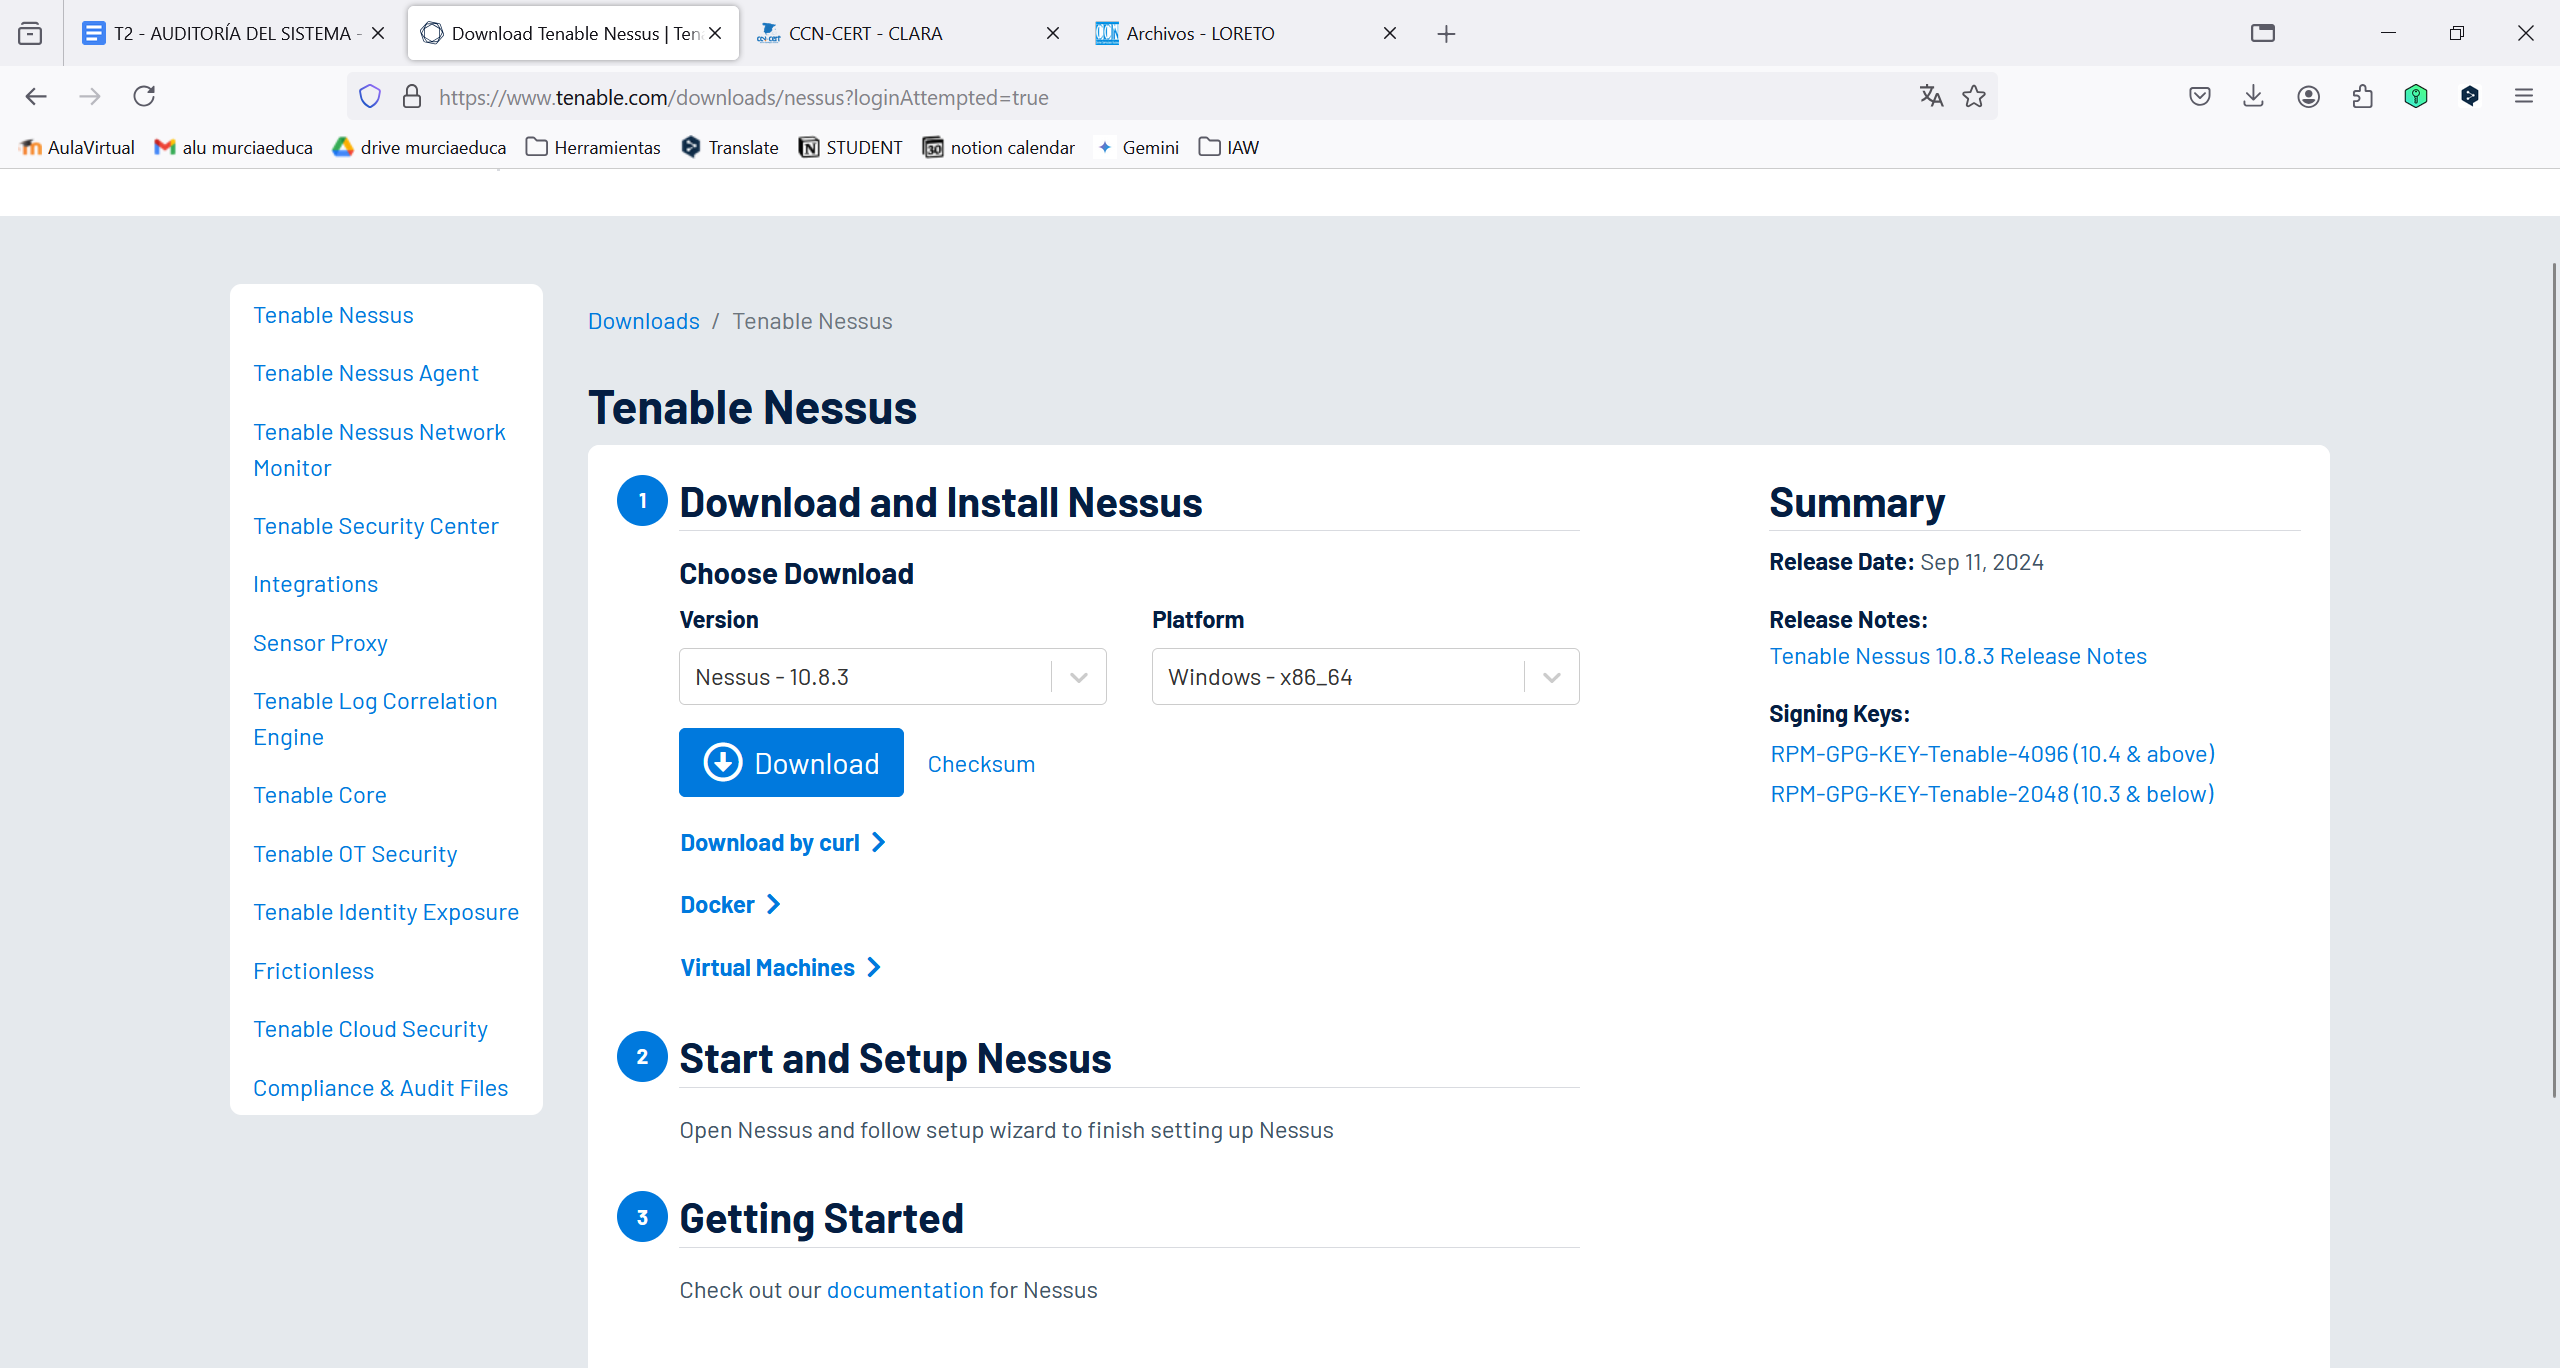 T2 - AUDITORÍA DEL SISTEMA -
Download Tenable Nessus | Ten
CCN-CERT - CLARA
Archivos - LORETO
https://www.tenable.com/downloads/nessus?loginAttempted=true
AulaVirtual
alu murciaeduca
drive murciaeduca
Herramientas
Translate
STUDENT
notion calendar
Gemini
IAW
Tenable Nessus
Tenable Nessus Agent
Tenable Nessus Network
Monitor
Tenable Security Center
Integrations
Sensor Proxy
Tenable Log Correlation
Engine
Tenable Core
Tenable OT Security
Tenable Identity Exposure
Frictionless
Tenable Cloud Security
Compliance & Audit Files
Downloads / Tenable Nessus
Tenable Nessus
1 Download and Install Nessus
Choose Download
Version
Platform
Nessus - 10.8.3
Windows - x86_64
Download
Checksum
Download by curl
Docker
Virtual Machines
2 Start and Setup Nessus
Open Nessus and follow setup wizard to finish setting up Nessus
3 Getting Started
Check out our documentation for Nessus
Summary
Release Date: Sep 11, 2024
Release Notes:
Tenable Nessus 10.8.3 Release Notes
Signing Keys:
RPM-GPG-KEY-Tenable-4096 (10.4 & above)
RPM-GPG-KEY-Tenable-2048 (10.3 & below)